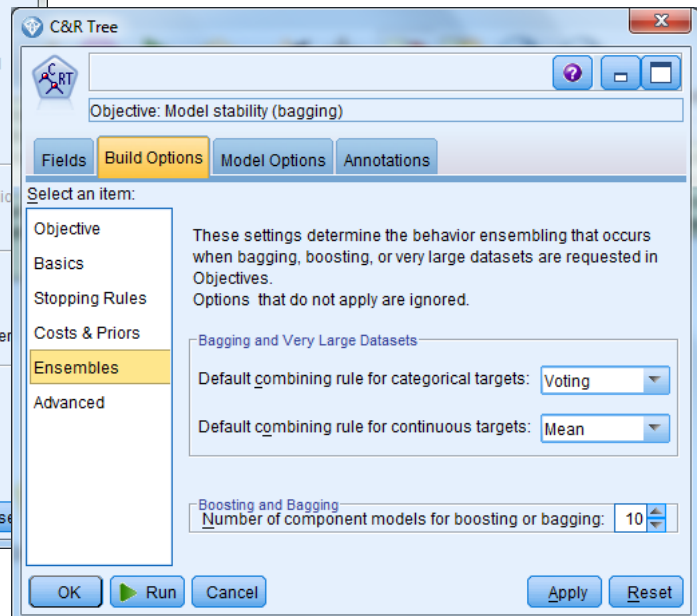 C&R Tree
CRT
Objective: Model stability (bagging)
Fields Build Options Model Options Annotations
Select an item:
Objective
Basics
Stopping Rules
Costs & Priors
Ensembles
Advanced
These settings determine the behavior ensembling that occurs
when bagging, boosting, or very large datasets are requested in
Objectives.
Options that do not apply are ignored.
Bagging and Very Large Datasets
Default combining rule for categorical targets: Voting
Default combining rule for continuous targets: Mean
Boosting and Bagging
Number of component models for boosting or bagging: 10
OK Run Cancel Apply Reset